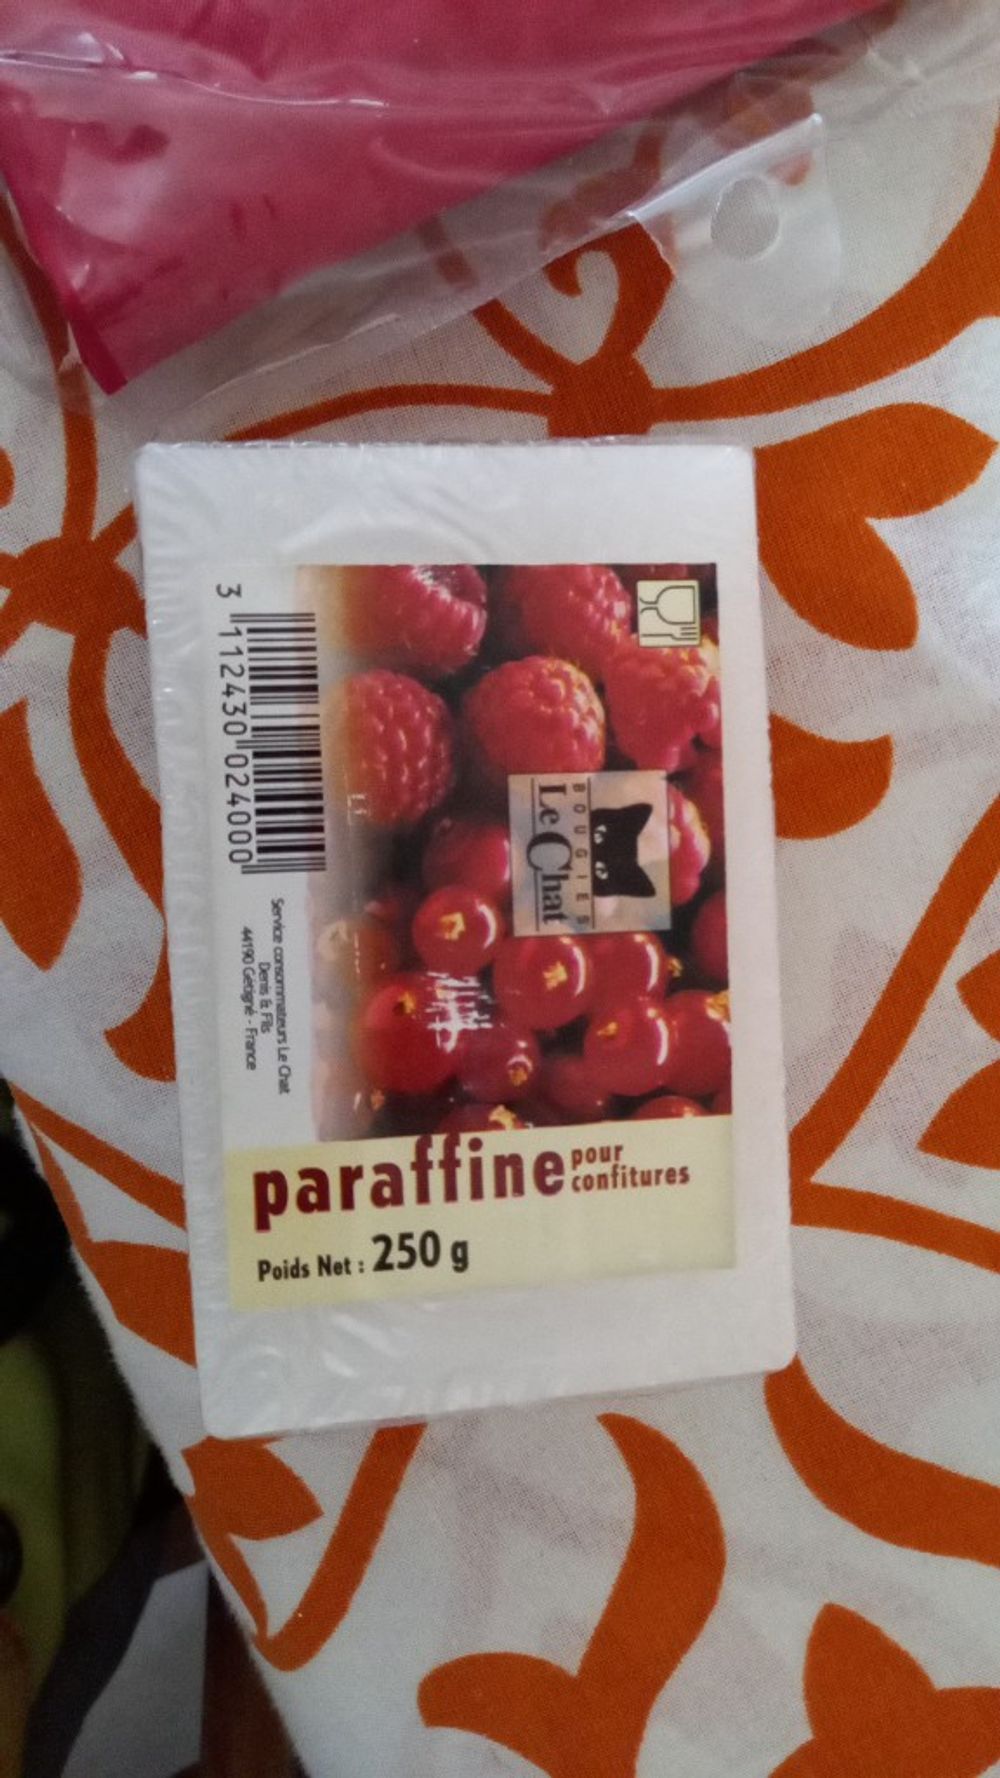 BOUGIES
Le Chat
3 112430 024000
Service consommateurs Le Chat
Denis & Fils
44190 Gétigné - France
paraffine pour
confitures
Poids Net : 250 g